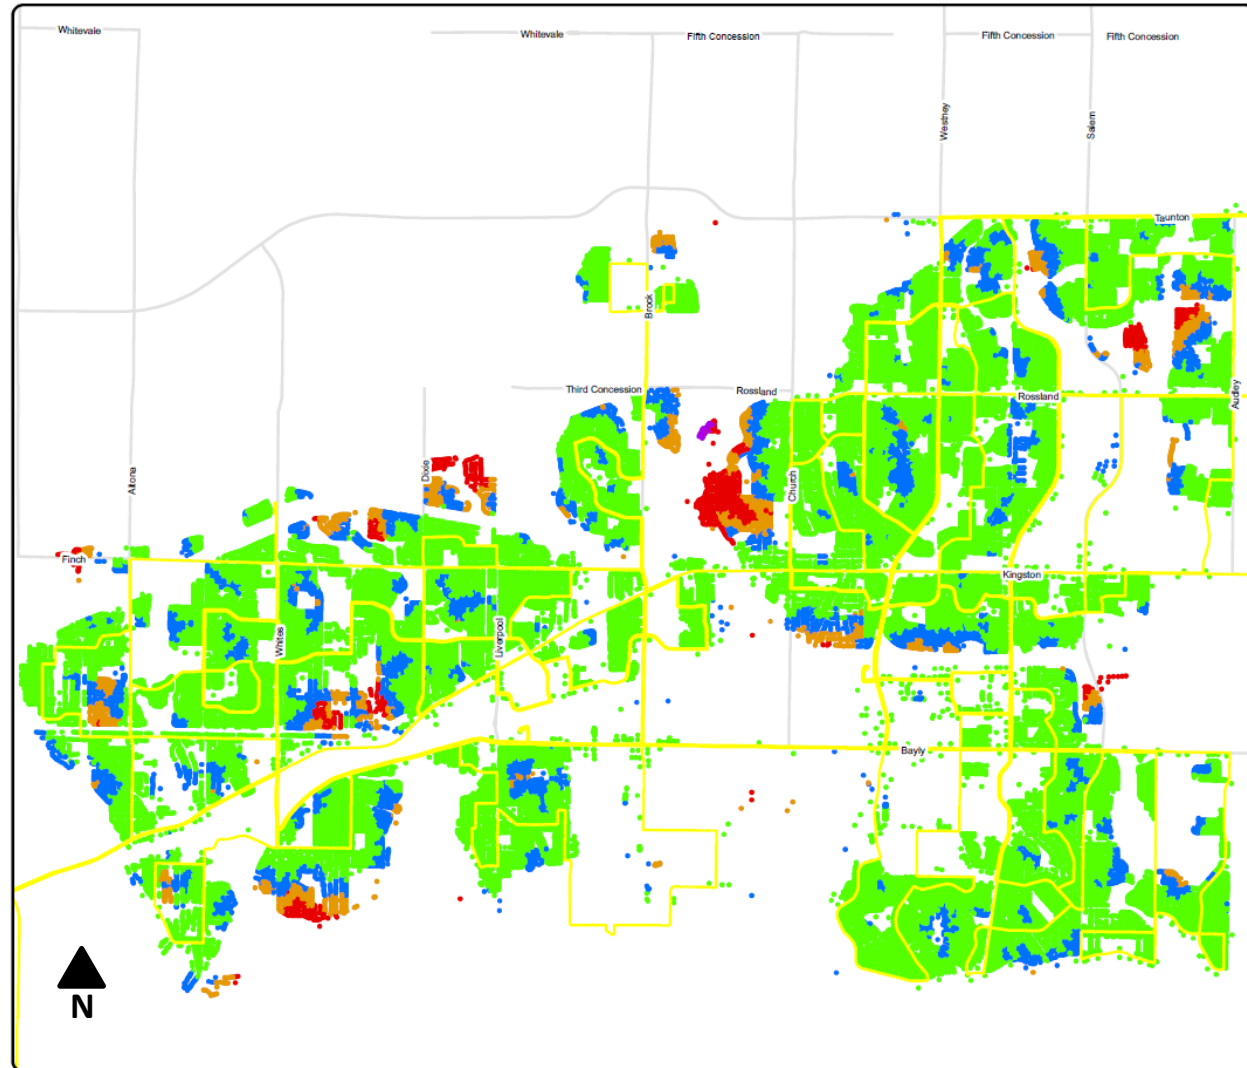 Whitevale
Whitevale
Fifth Concession
Fifth Concession
Fifth Concession
Westney
Salem
Taunton
Brock
Third Concession
Rossland
Rossland
Audley
Altona
Dixie
Church
Finch
Kingston
Whites
Liverpool
Bayly
N